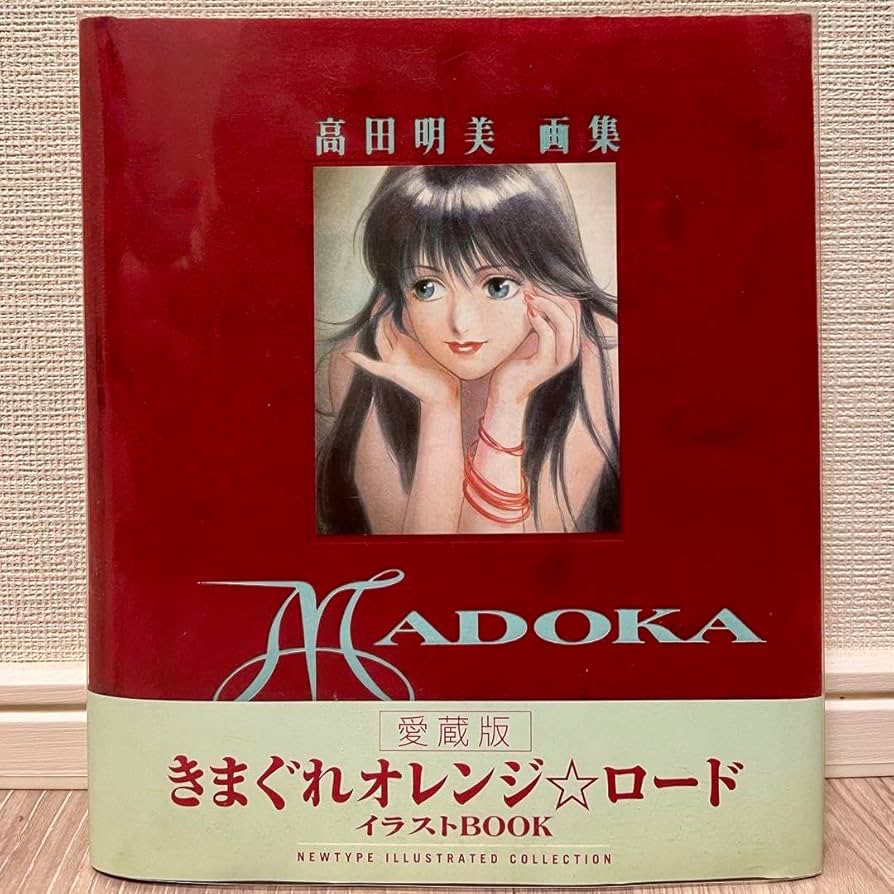 高田明美 画集
MADOKA
愛蔵版
きまぐれオレンジ☆ロード
イラストBOOK
NEWTYPE ILLUSTRATED COLLECTION